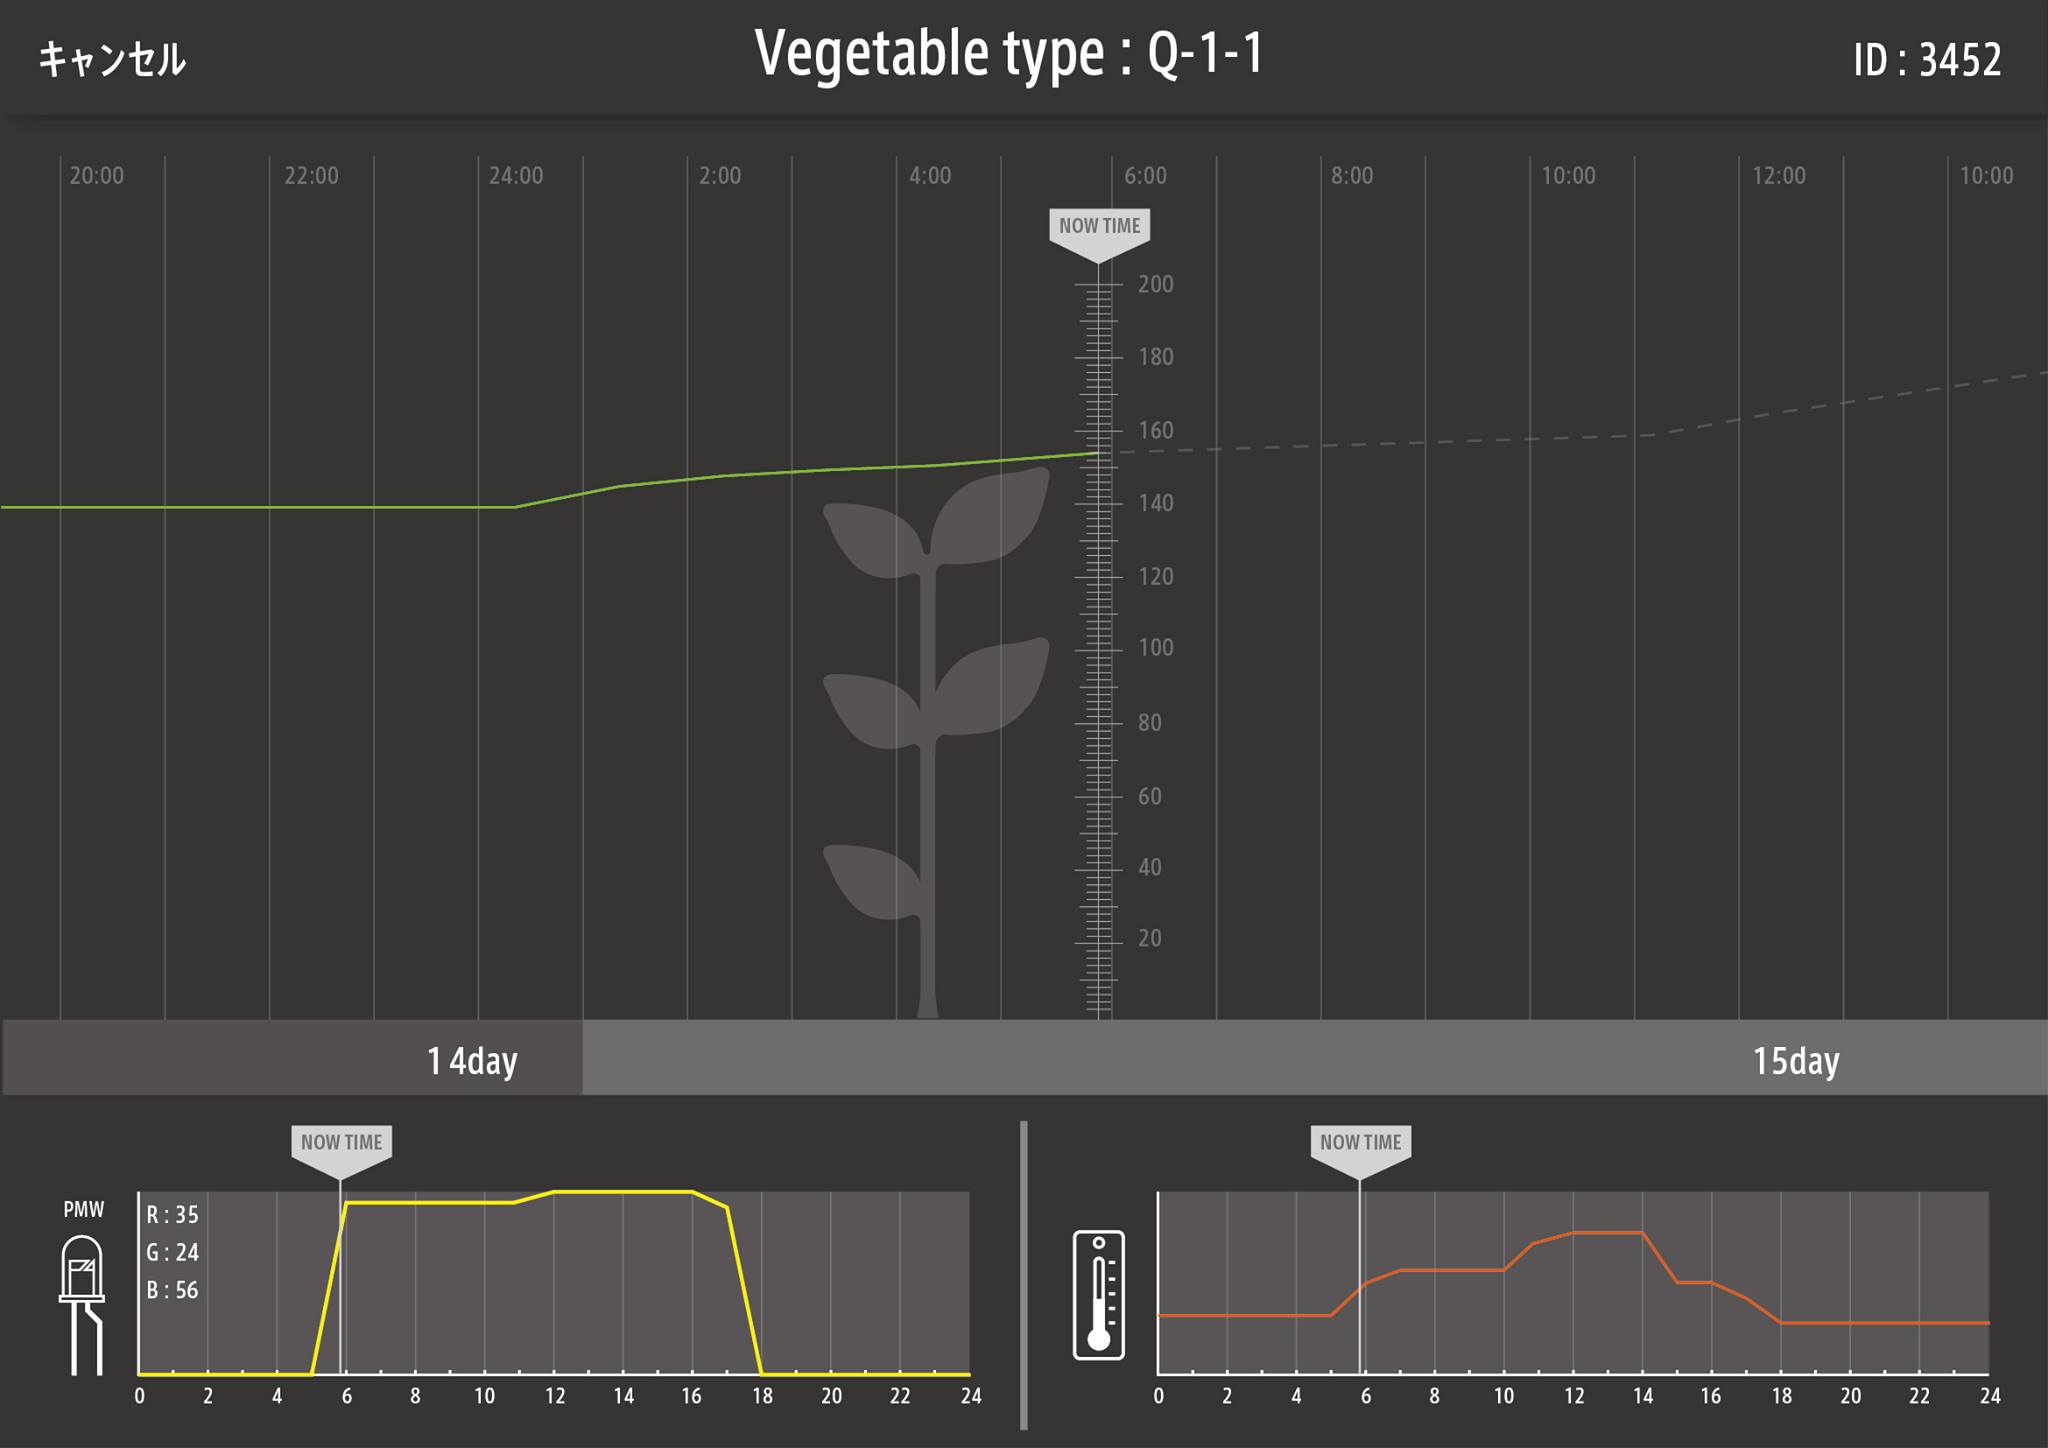 キャンセル
Vegetable type : Q-1-1
ID : 3452
20:00 22:00 24:00 2:00 4:00 6:00 8:00 10:00 12:00 10:00
NOW TIME
200
180
160
140
120
100
80
60
40
20
14day 15day
NOW TIME
PMW
R : 35
G : 24
B : 56
0 2 4 6 8 10 12 14 16 18 20 22 24
NOW TIME
0 2 4 6 8 10 12 14 16 18 20 22 24